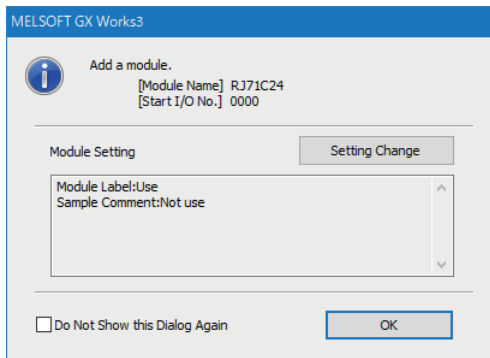 MELSOFT GX Works3
Add a module.
[Module Name] RJ71C24
[Start I/O No.] 0000
Module Setting
Setting Change
Module Label:Use
Sample Comment:Not use
Do Not Show this Dialog Again
OK